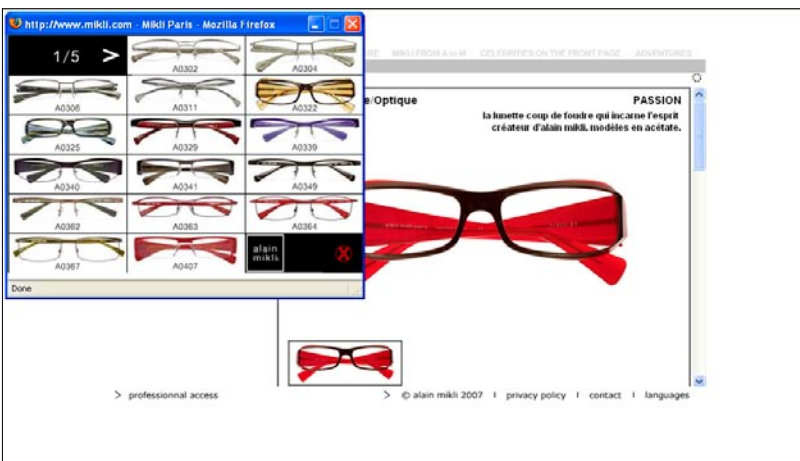 http://www.mikli.com - Mikli Paris - Mozilla Firefox
1/5 >
A0302
A0304
A0306
A0311
A0322
A0325
A0329
A0339
A0340
A0341
A0349
A0362
A0363
A0364
A0367
A0407
alain
mikli
Done
MIKLI FROM A to M
CELEBRITIES ON THE FRONT PAGE
ADVENTURES
e/Optique
PASSION
la lunette coup de foudre qui incarne l'esprit
créateur d'alain mikli. modèles en acétate.
> professionnal access
> © alain mikli 2007 I privacy policy I contact I languages